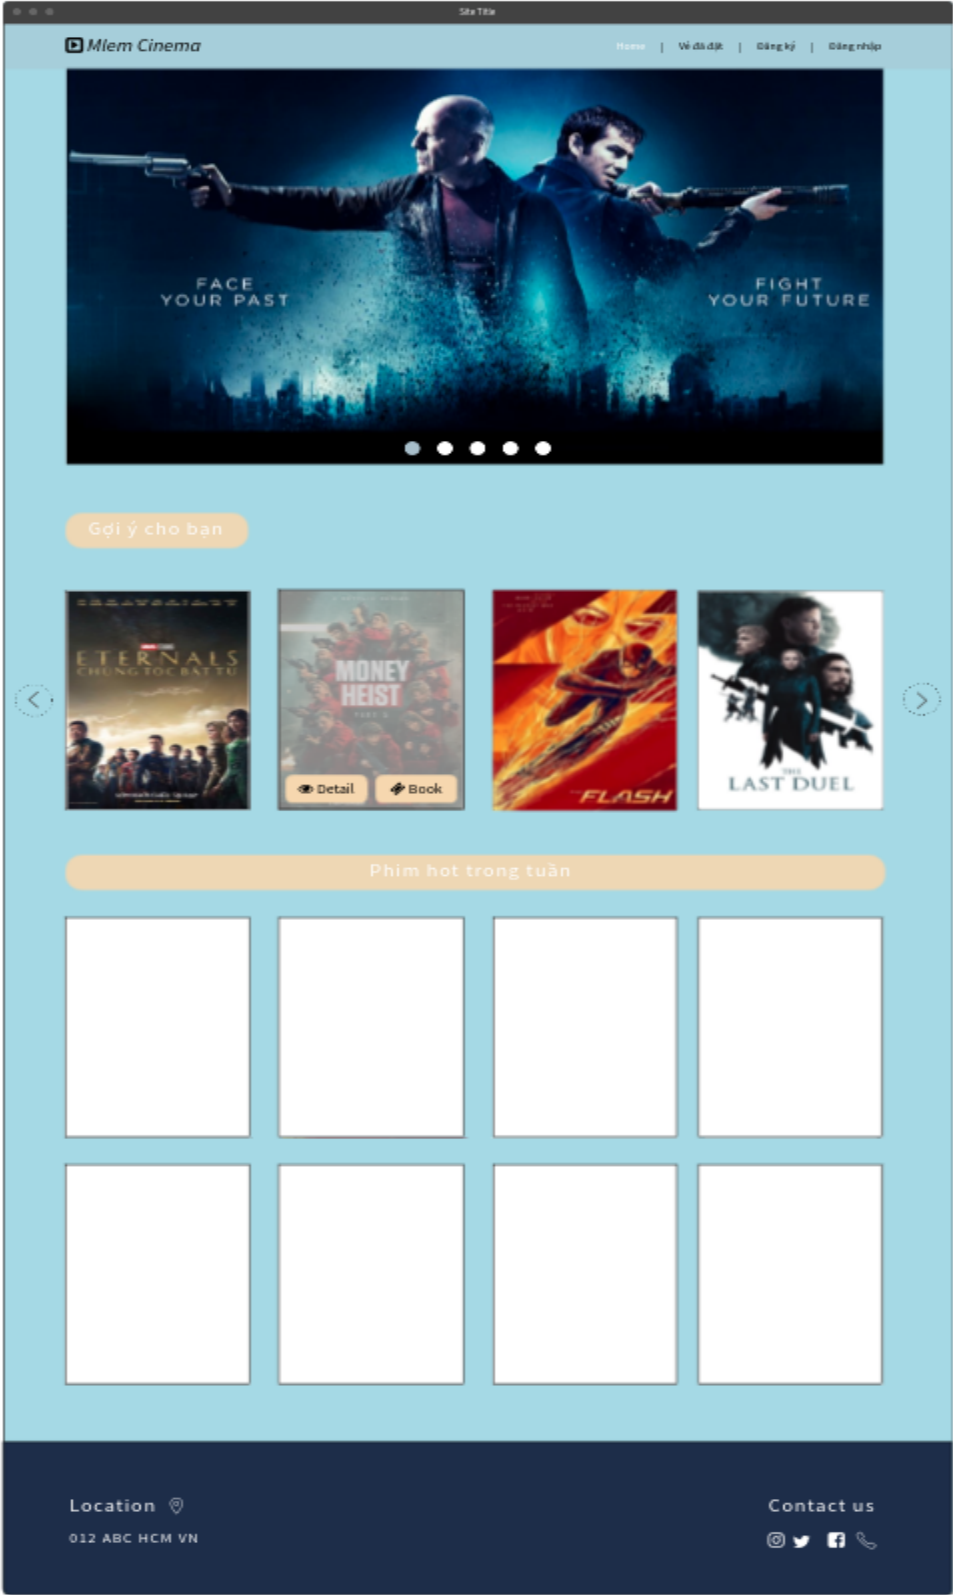 Site Title
Mlem Cinema
Home | Vé đã đặt | Đăng ký | Đăng nhập
FACE
YOUR PAST
FIGHT
YOUR FUTURE
Gợi ý cho bạn
ETERNALS
CHỦNG TỘC BẤT TỬ
MONEY
HEIST
PART 5
Detail
Book
FLASH
THE
LAST DUEL
Phim hot trong tuần
Location
012 ABC HCM VN
Contact us